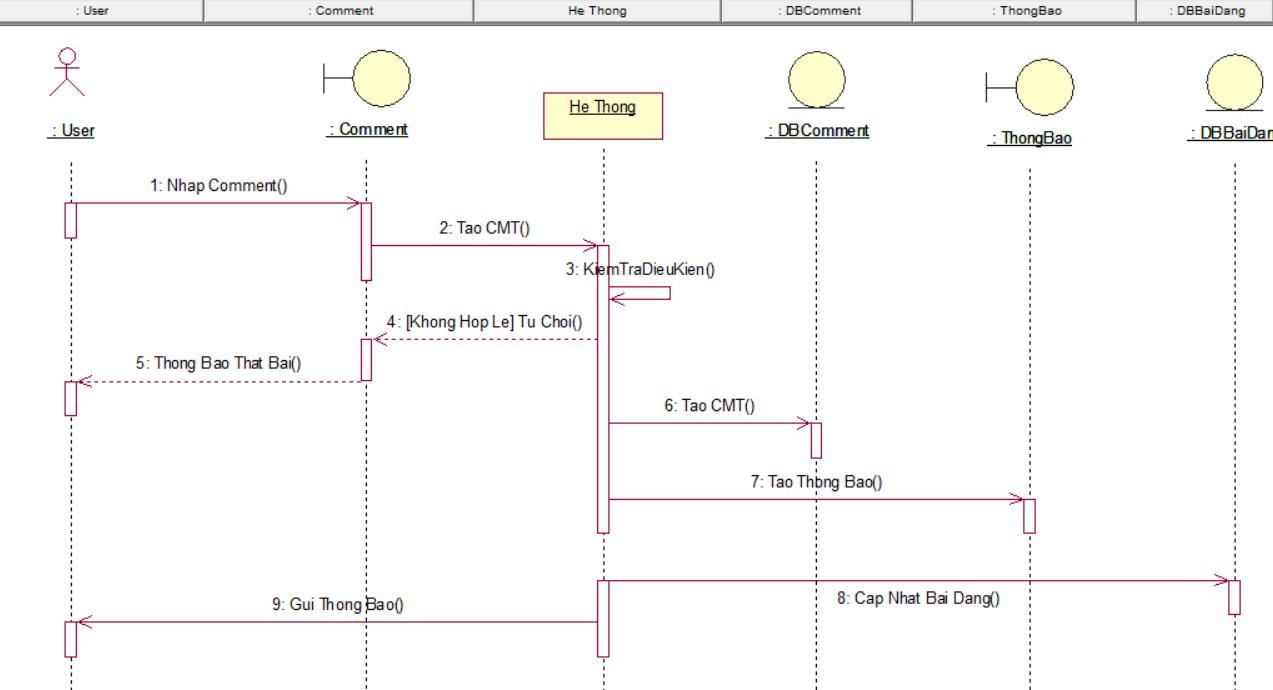 : User
: Comment
He Thong
: DBComment
: ThongBao
: DBBaiDang
: User
: Comment
He Thong
: DBComment
: ThongBao
: DBBaiDan
1: Nhap Comment()
2: Tao CMT()
3: KiemTraDieuKien()
4: [Khong Hop Le] Tu Choi()
5: Thong Bao That Bai()
6: Tao CMT()
7: Tao Thong Bao()
8: Cap Nhat Bai Dang()
9: Gui Thong Bao()